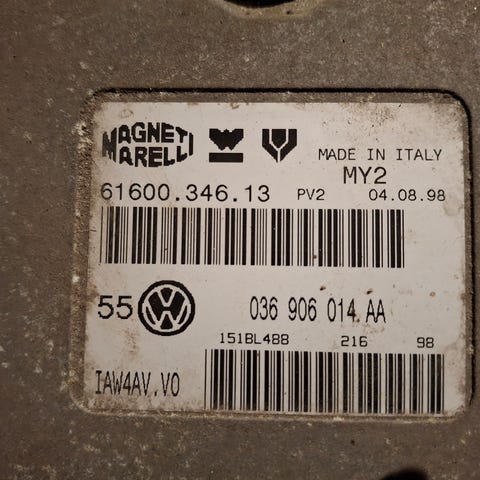 MAGNETI
MARELLI
MADE IN ITALY
MY2
61600.346.13 PV2 04.08.98
55 VW 036 906 014 AA
151BL488 216 98
IAW4AV.V0